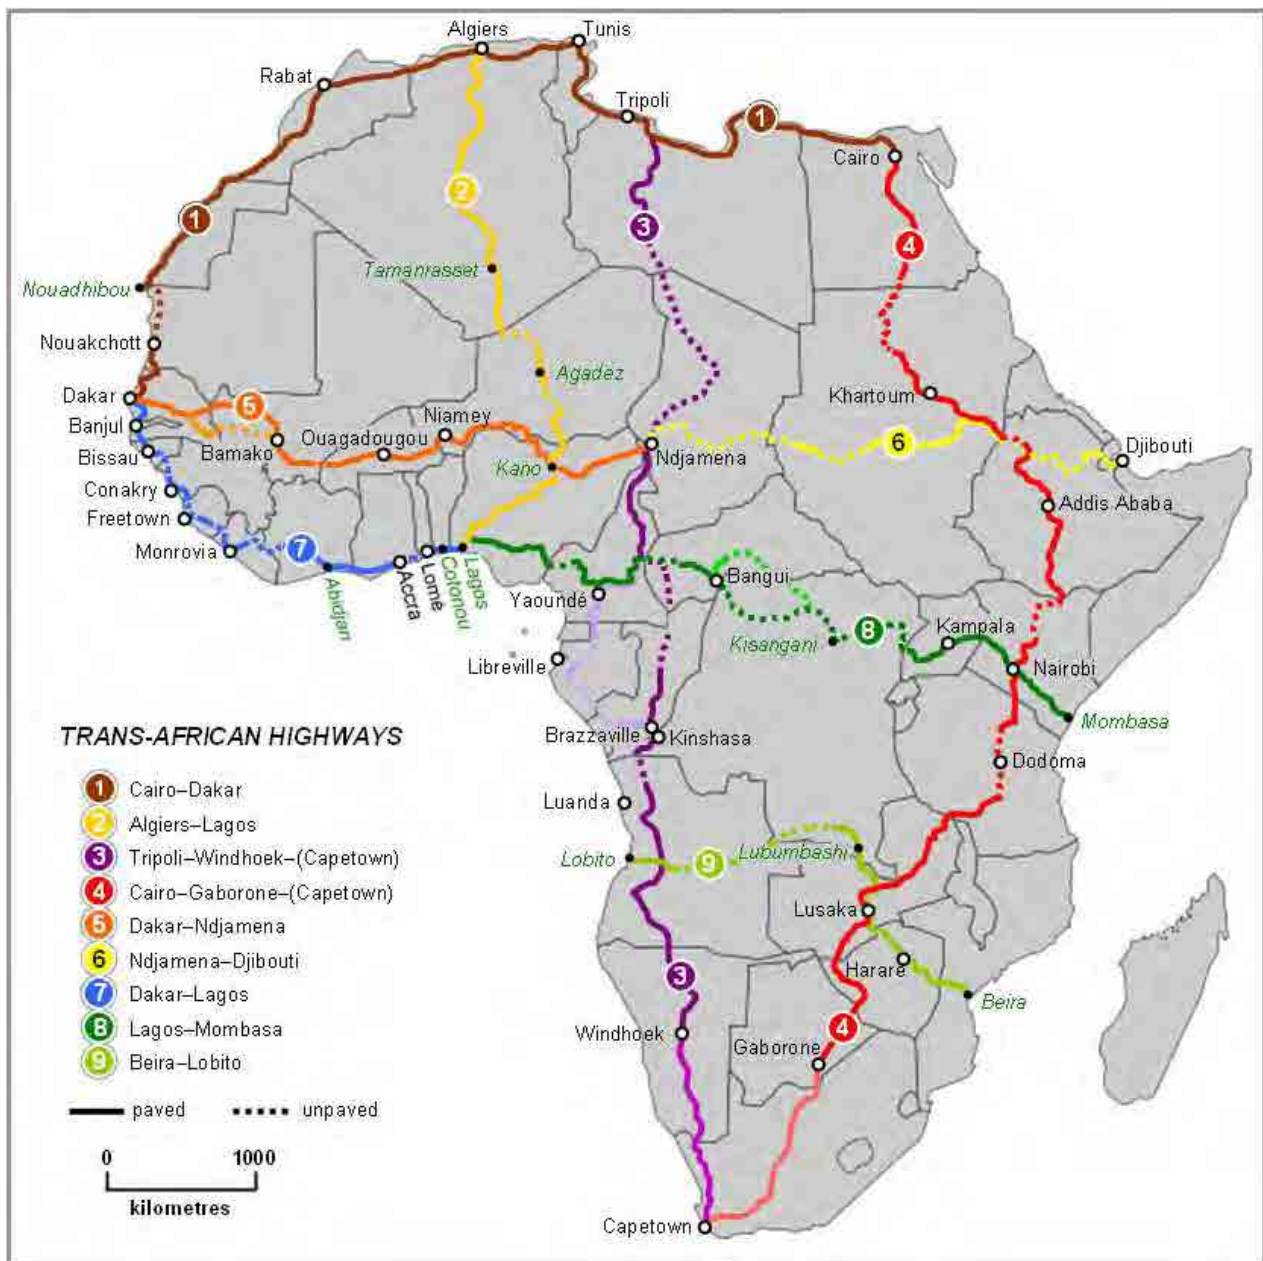 Algiers
Tunis
Rabat
Tripoli
1
Cairo
2
1
3
4
Tamanrasset
Nouadhibou
Nouakchott
Agadez
Dakar
5
Khartoum
Banjul
Niamey
Ouagadougou
6
Djibouti
Bissau
Bamako
Kano
Ndjamena
Conakry
Addis Ababa
Freetown
7
Monrovia
Abidjan
Accra
Lomé
Cotonou
Lagos
Yaoundé
Bangui
Kisangani
8
Kampala
Libreville
Nairobi
Mombasa
Brazzaville
Kinshasa
Dodoma
Luanda
Lobito
9
Lubumbashi
Lusaka
Harare
3
Beira
Windhoek
4
Gaborone
Capetown
TRANS-AFRICAN HIGHWAYS
1 Cairo–Dakar
2 Algiers–Lagos
3 Tripoli–Windhoek–(Capetown)
4 Cairo–Gaborone–(Capetown)
5 Dakar–Ndjamena
6 Ndjamena–Djibouti
7 Dakar–Lagos
8 Lagos–Mombasa
9 Beira–Lobito
paved unpaved
0 1000
kilometres